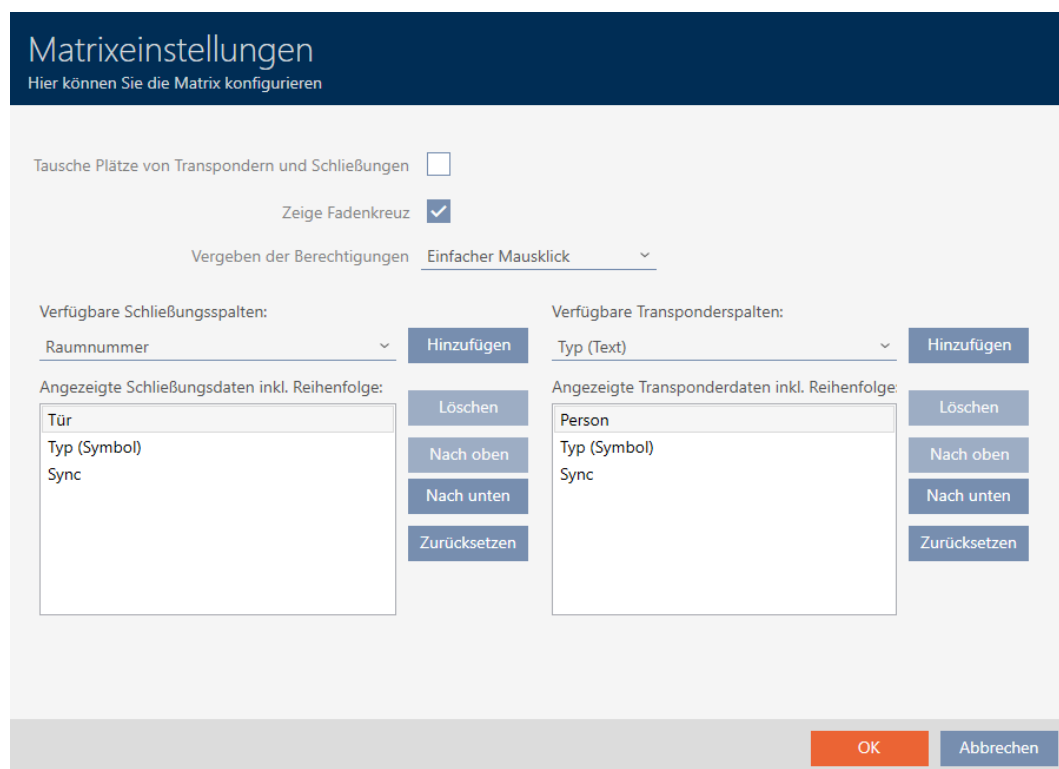 Matrixeinstellungen
Hier können Sie die Matrix konfigurieren
Tausche Plätze von Transpondern und Schließungen
Zeige Fadenkreuz
Vergeben der Berechtigungen Einfacher Mausklick
Verfügbare Schließungsspalten:
Raumnummer
Hinzufügen
Angezeigte Schließungsdaten inkl. Reihenfolge:
Tür
Typ (Symbol)
Sync
Löschen
Nach oben
Nach unten
Zurücksetzen
Verfügbare Transponderspalten:
Typ (Text)
Hinzufügen
Angezeigte Transponderdaten inkl. Reihenfolge:
Person
Typ (Symbol)
Sync
Löschen
Nach oben
Nach unten
Zurücksetzen
OK
Abbrechen